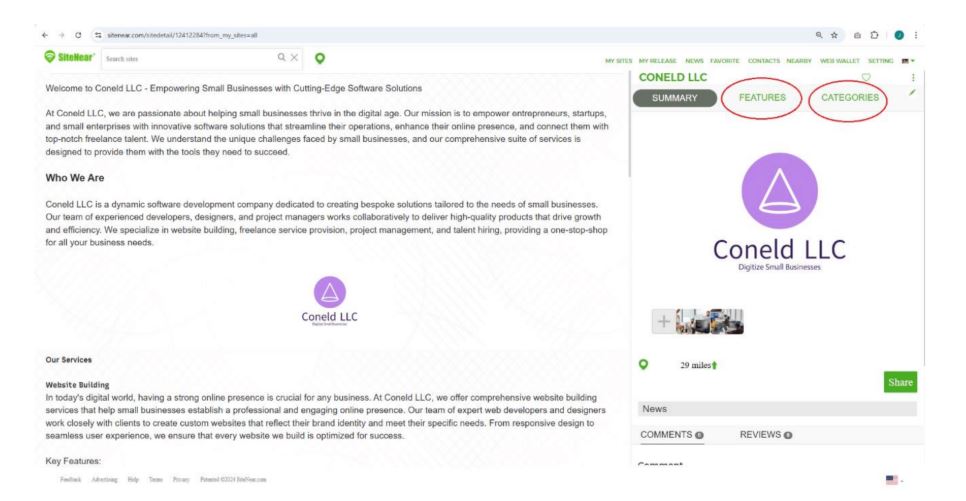 sitenear.com/sitedetail/12412284?from_my_sites=all
SiteNear
Search sites
MY SITES MY RELEASE NEWS FAVORITE CONTACTS NEARBY WEB WALLET SETTING
Welcome to Coneld LLC - Empowering Small Businesses with Cutting-Edge Software Solutions
At Coneld LLC, we are passionate about helping small businesses thrive in the digital age. Our mission is to empower entrepreneurs, startups,
and small enterprises with innovative software solutions that streamline their operations, enhance their online presence, and connect them with
top-notch freelance talent. We understand the unique challenges faced by small businesses, and our comprehensive suite of services is
designed to provide them with the tools they need to succeed.
Who We Are
Coneld LLC is a dynamic software development company dedicated to creating bespoke solutions tailored to the needs of small businesses.
Our team of experienced developers, designers, and project managers works collaboratively to deliver high-quality products that drive growth
and efficiency. We specialize in website building, freelance service provision, project management, and talent hiring, providing a one-stop-shop
for all your business needs.
Coneld LLC
Digitize Small Businesses
Our Services
Website Building
In today's digital world, having a strong online presence is crucial for any business. At Coneld LLC, we offer comprehensive website building
services that help small businesses establish a professional and engaging online presence. Our team of expert web developers and designers
work closely with clients to create custom websites that reflect their brand identity and meet their specific needs. From responsive design to
seamless user experience, we ensure that every website we build is optimized for success.
Key Features:
CONELD LLC
SUMMARY FEATURES CATEGORIES
Coneld LLC
Digitize Small Businesses
29 miles
Share
News
COMMENTS 0 REVIEWS 0
Comment
Feedback Advertising Help Terms Privacy Patented ©2024 SiteNear.com